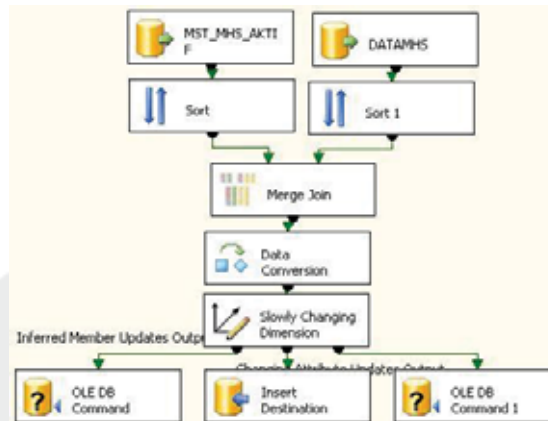 MST_MHS_AKTI
F
DATAMHS
Sort
Sort 1
Merge Join
Data
Conversion
Slowly Changing
Dimension
Inferred Member Updates Outpu
Changing Attribute Updates Output
OLE DB
Command
Insert
Destination
OLE DB
Command 1